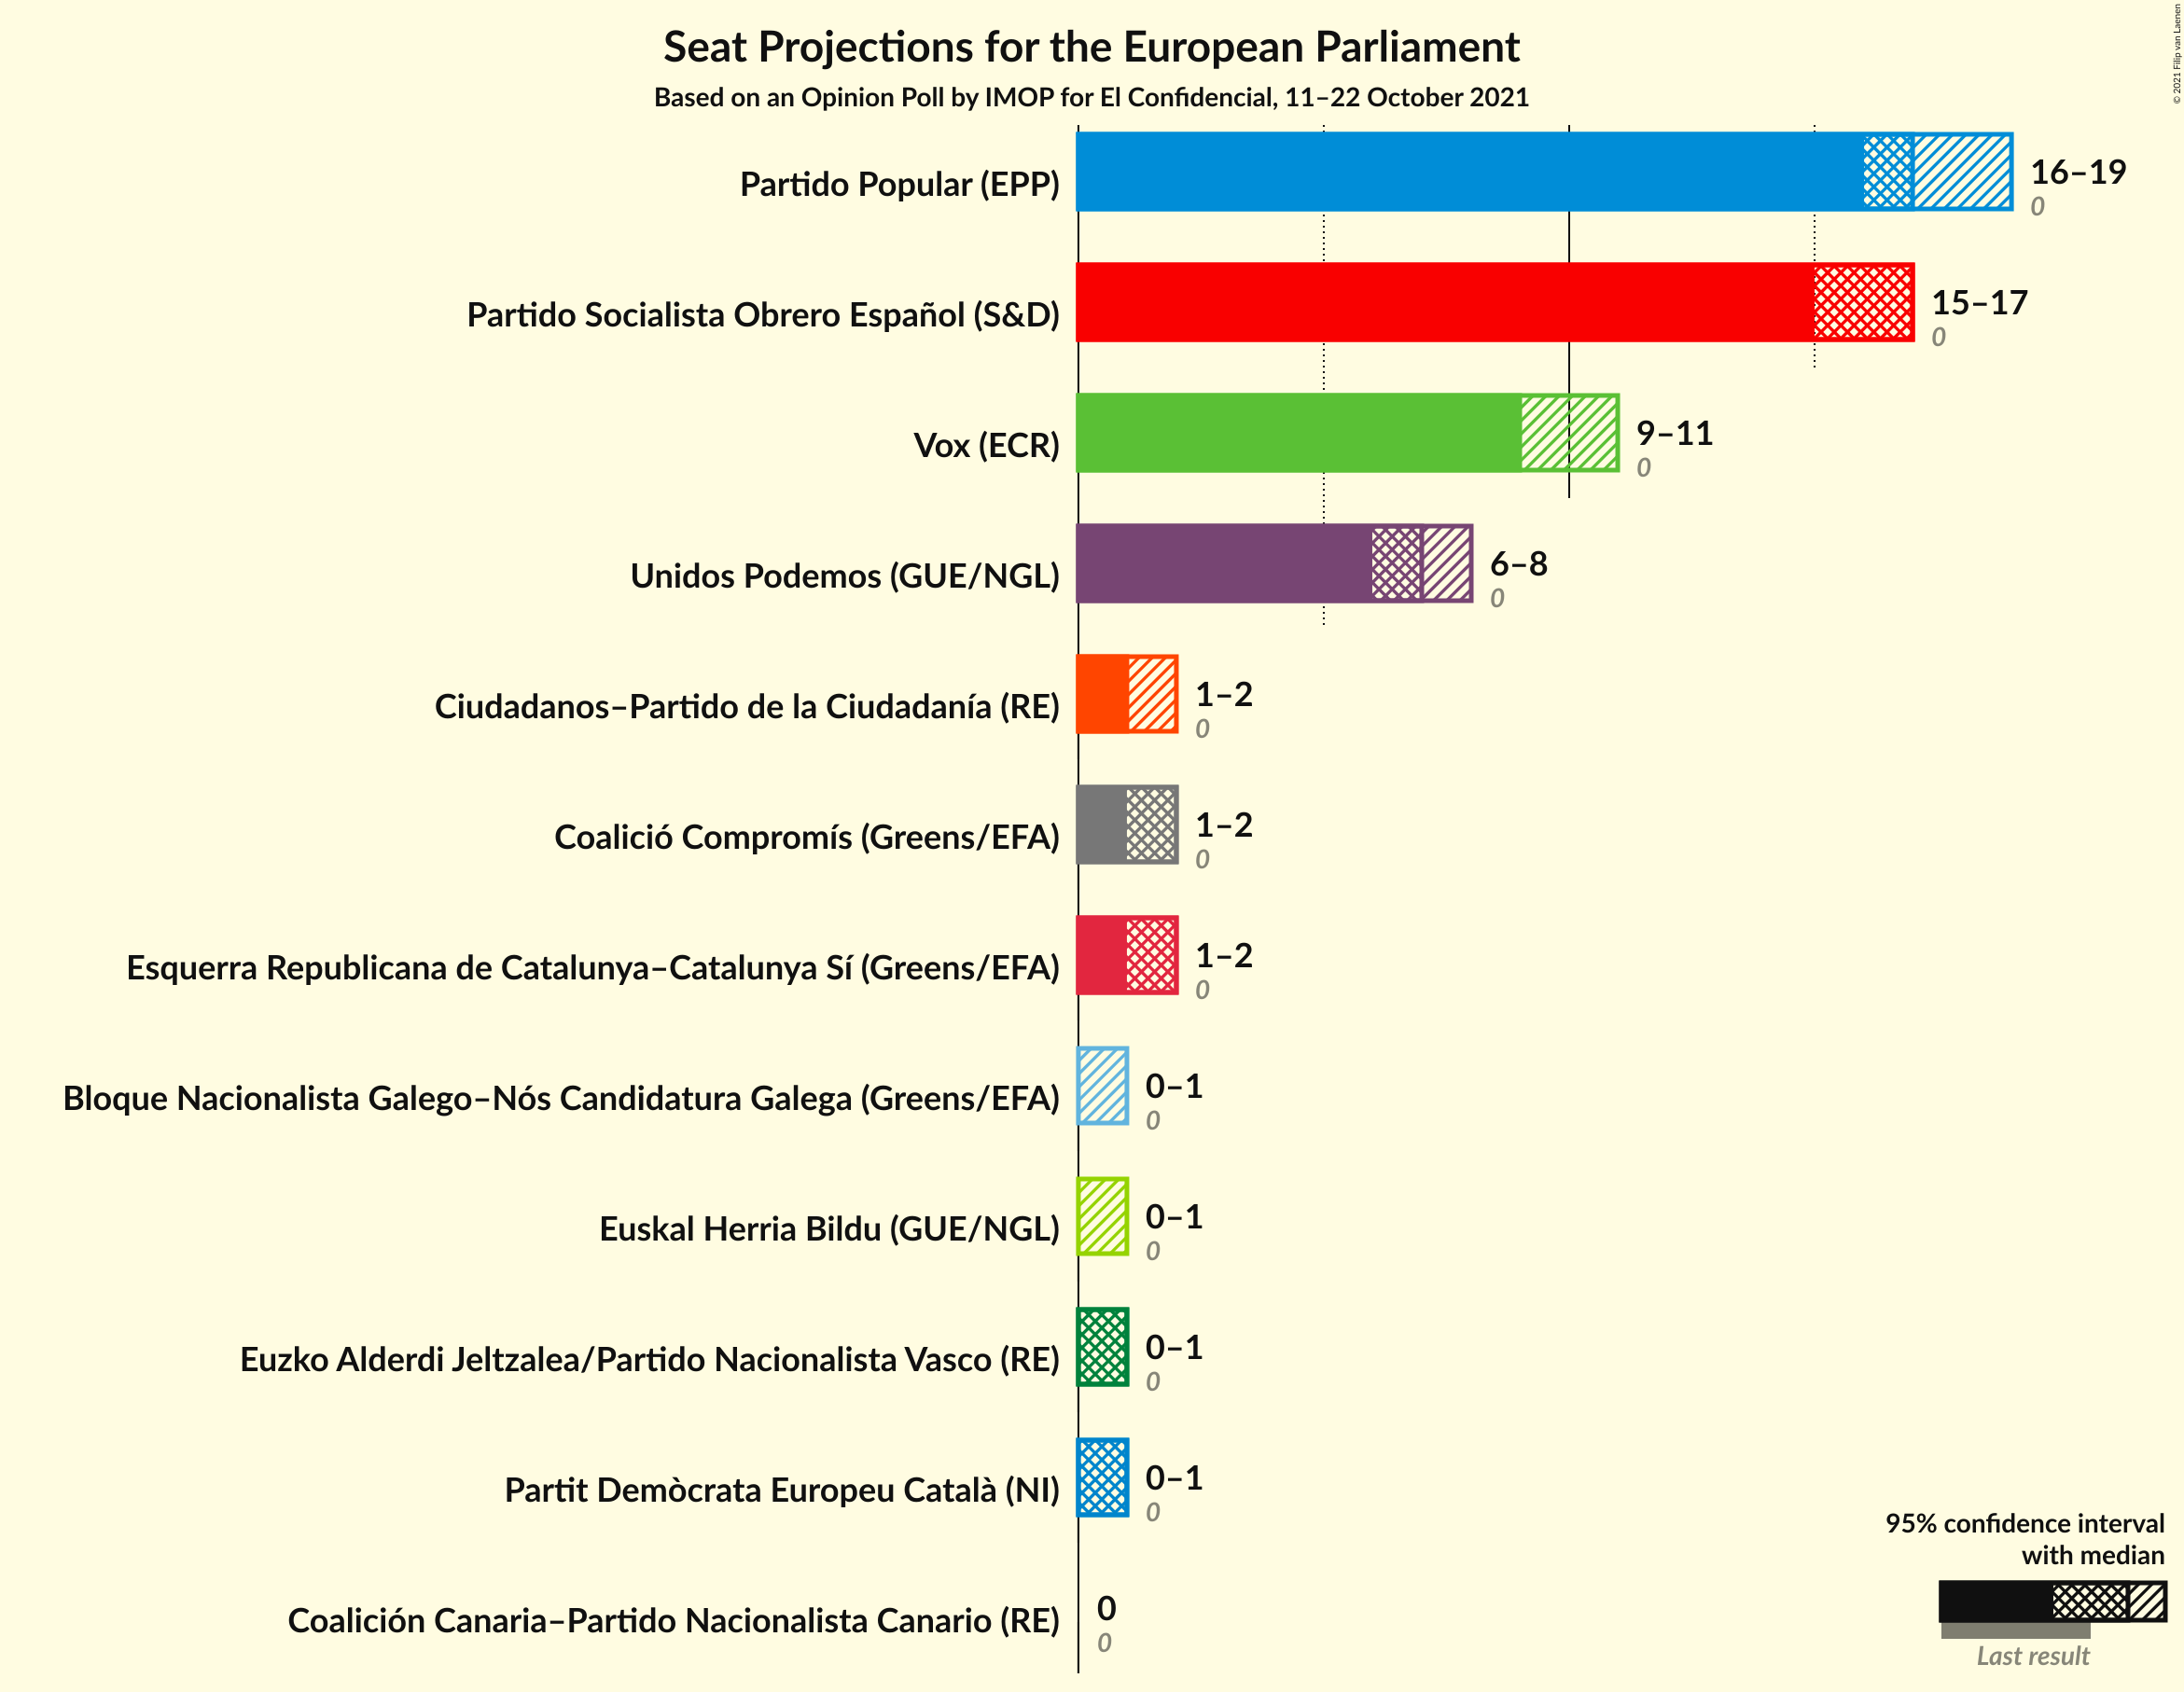 Seat Projections for the European Parliament
Based on an Opinion Poll by IMOP for El Confidencial, 11–22 October 2021
© 2021 Filip van Laenen
Partido Popular (EPP)
16–19
0
Partido Socialista Obrero Español (S&D)
15–17
0
Vox (ECR)
9–11
0
Unidos Podemos (GUE/NGL)
6–8
0
Ciudadanos–Partido de la Ciudadanía (RE)
1–2
0
Coalició Compromís (Greens/EFA)
1–2
0
Esquerra Republicana de Catalunya–Catalunya Sí (Greens/EFA)
1–2
0
Bloque Nacionalista Galego–Nós Candidatura Galega (Greens/EFA)
0–1
0
Euskal Herria Bildu (GUE/NGL)
0–1
0
Euzko Alderdi Jeltzalea/Partido Nacionalista Vasco (RE)
0–1
0
Partit Demòcrata Europeu Català (NI)
0–1
0
Coalición Canaria–Partido Nacionalista Canario (RE)
0
0
95% confidence interval
with median
Last result